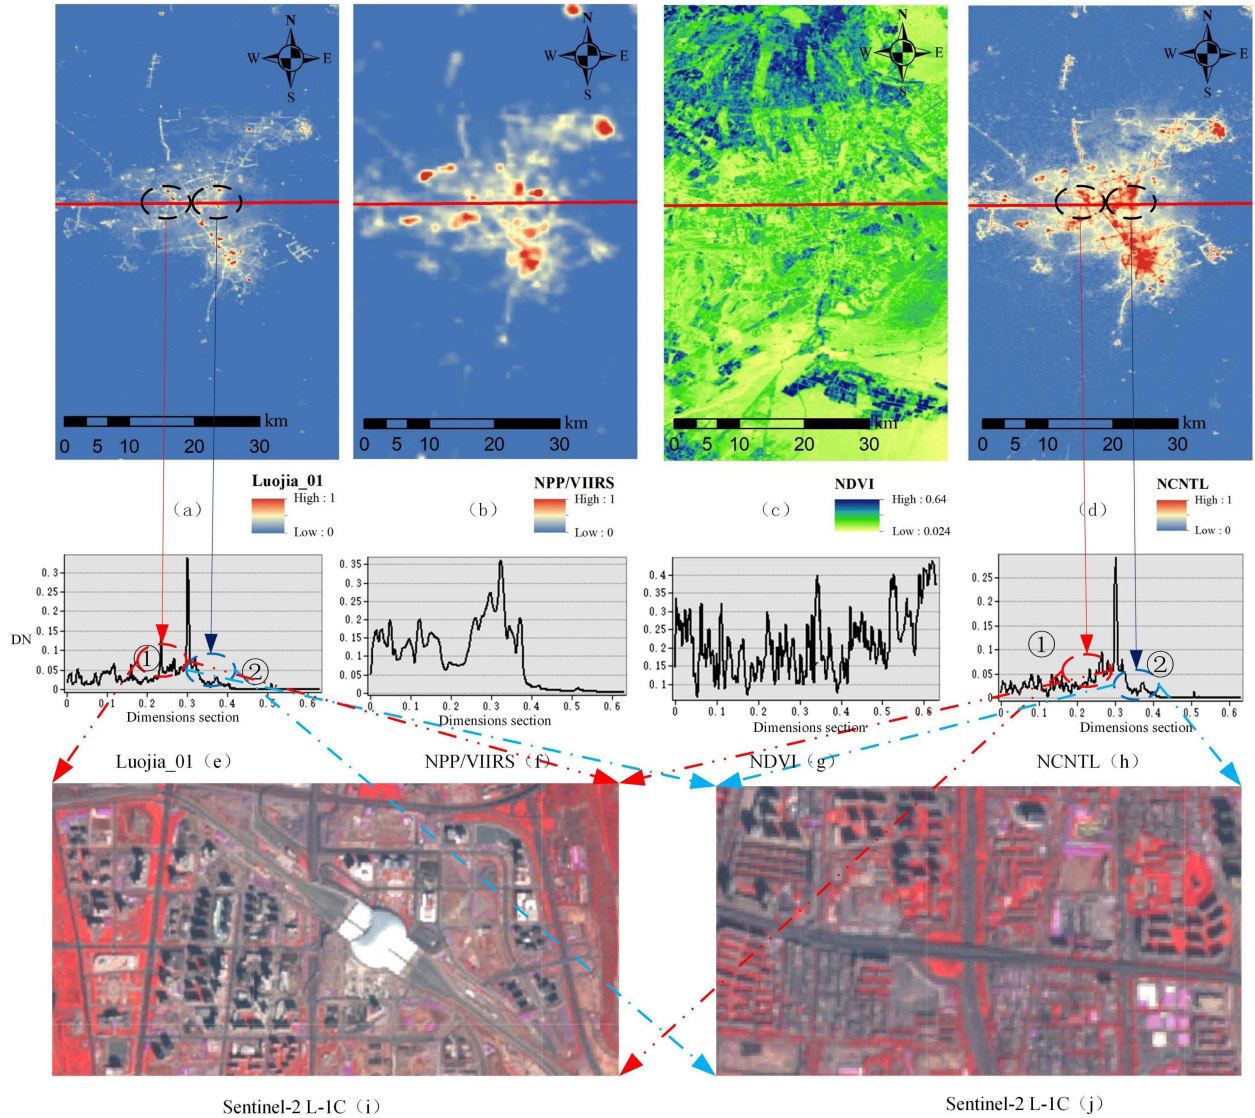 N
W E
S
N
W E
S
N
W E
S
N
W E
S
km
0 5 10 20 30
km
0 5 10 20 30
km
0 5 10 20 30
km
0 5 10 20 30
(a)
Luojia_01
High : 1
Low : 0
(b)
NPP/VIIRS
High : 1
Low : 0
(c)
NDVI
High : 0.64
Low : 0.024
(d)
NCNTL
High : 1
Low : 0
DN
0.3
0.25
0.2
0.15
0.1
0.05
0
① ②
0 0.1 0.2 0.3 0.4 0.5 0.6
Dimensions section
Luojia_01 (e)
0.35
0.3
0.25
0.2
0.15
0.1
0.05
0
0 0.1 0.2 0.3 0.4 0.5 0.6
Dimensions section
NPP/VIIRS (f)
0.4
0.35
0.3
0.25
0.2
0.15
0.1
0 0.1 0.2 0.3 0.4 0.5 0.6
Dimensions section
NDVI (g)
0.25
0.2
0.15
0.1
0.05
0
① ②
0 0.1 0.2 0.3 0.4 0.5 0.6
Dimensions section
NCNTL (h)
Sentinel-2 L-1C (i)
Sentinel-2 L-1C (j)